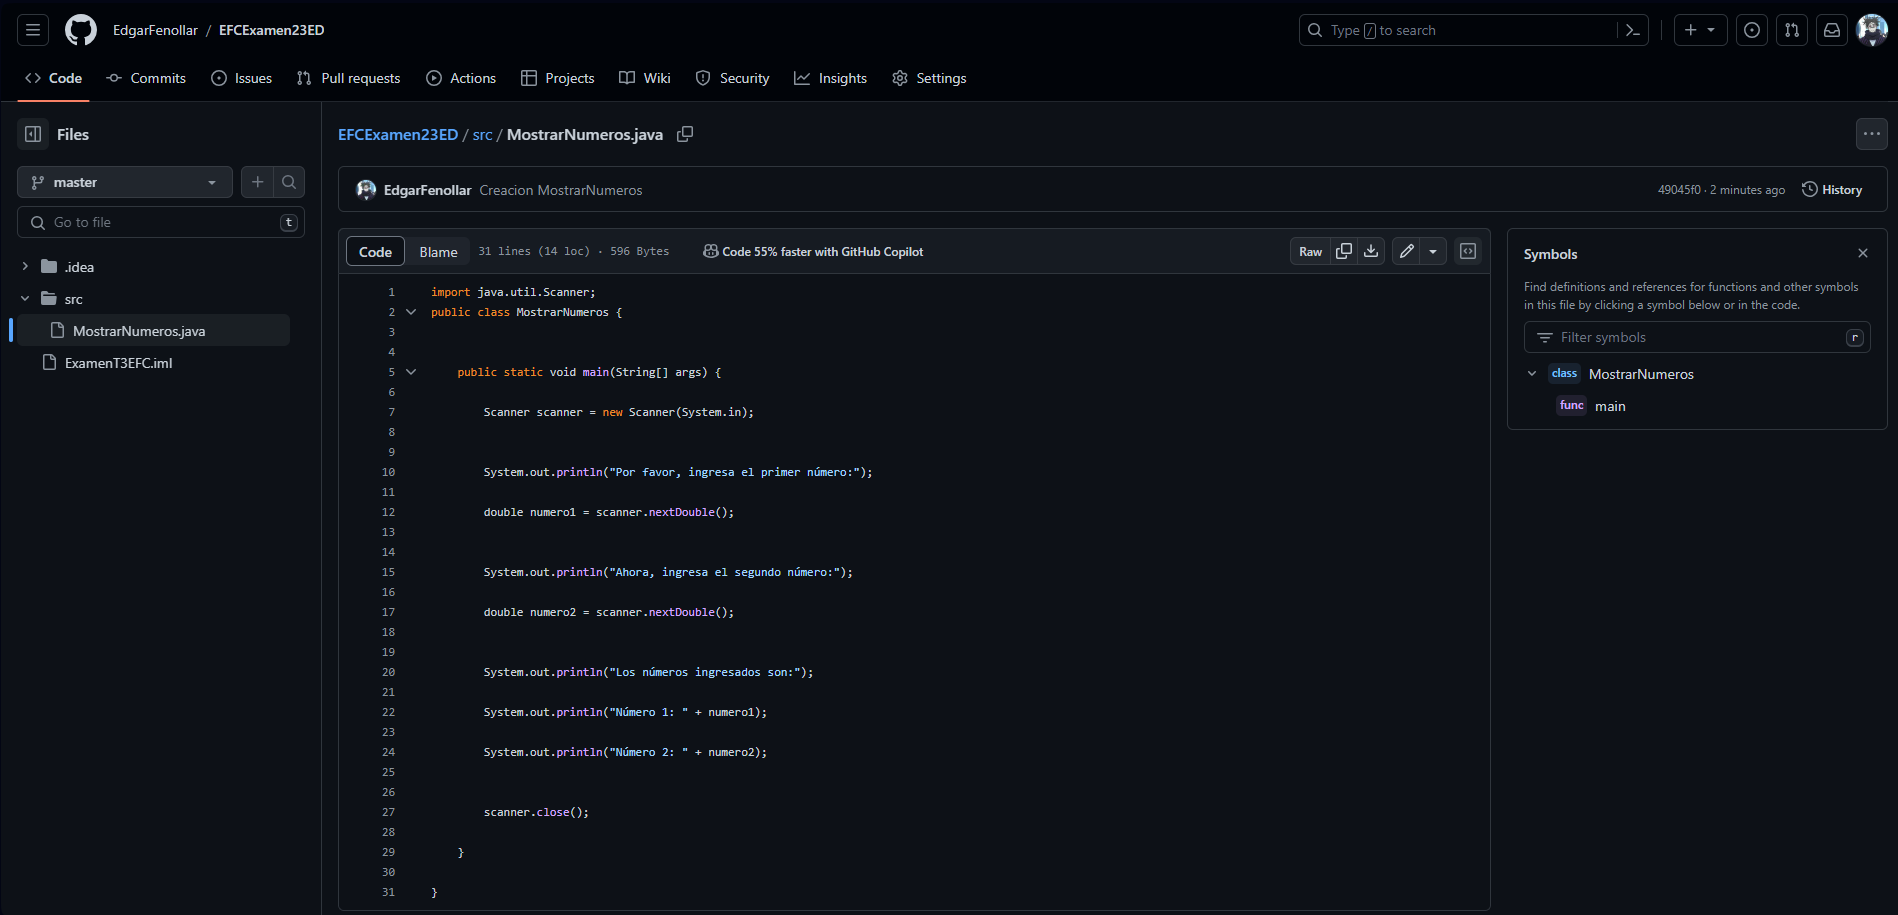 EdgarFenollar / EFCExamen23ED
Type / to search
Code Commits Issues Pull requests Actions Projects Wiki Security Insights Settings
Files
master
Go to file t
.idea
src
MostrarNumeros.java
ExamenT3EFC.iml
EFCExamen23ED / src / MostrarNumeros.java
EdgarFenollar Creacion MostrarNumeros
49045f0 · 2 minutes ago History
Code Blame 31 lines (14 loc) · 596 Bytes Code 55% faster with GitHub Copilot
Raw
1 import java.util.Scanner;
2 public class MostrarNumeros {
3
4
5 public static void main(String[] args) {
6
7 Scanner scanner = new Scanner(System.in);
8
9
10 System.out.println("Por favor, ingresa el primer número:");
11
12 double numero1 = scanner.nextDouble();
13
14
15 System.out.println("Ahora, ingresa el segundo número:");
16
17 double numero2 = scanner.nextDouble();
18
19
20 System.out.println("Los números ingresados son:");
21
22 System.out.println("Número 1: " + numero1);
23
24 System.out.println("Número 2: " + numero2);
25
26
27 scanner.close();
28
29 }
30
31 }
Symbols
Find definitions and references for functions and other symbols
in this file by clicking a symbol below or in the code.
Filter symbols r
class MostrarNumeros
func main